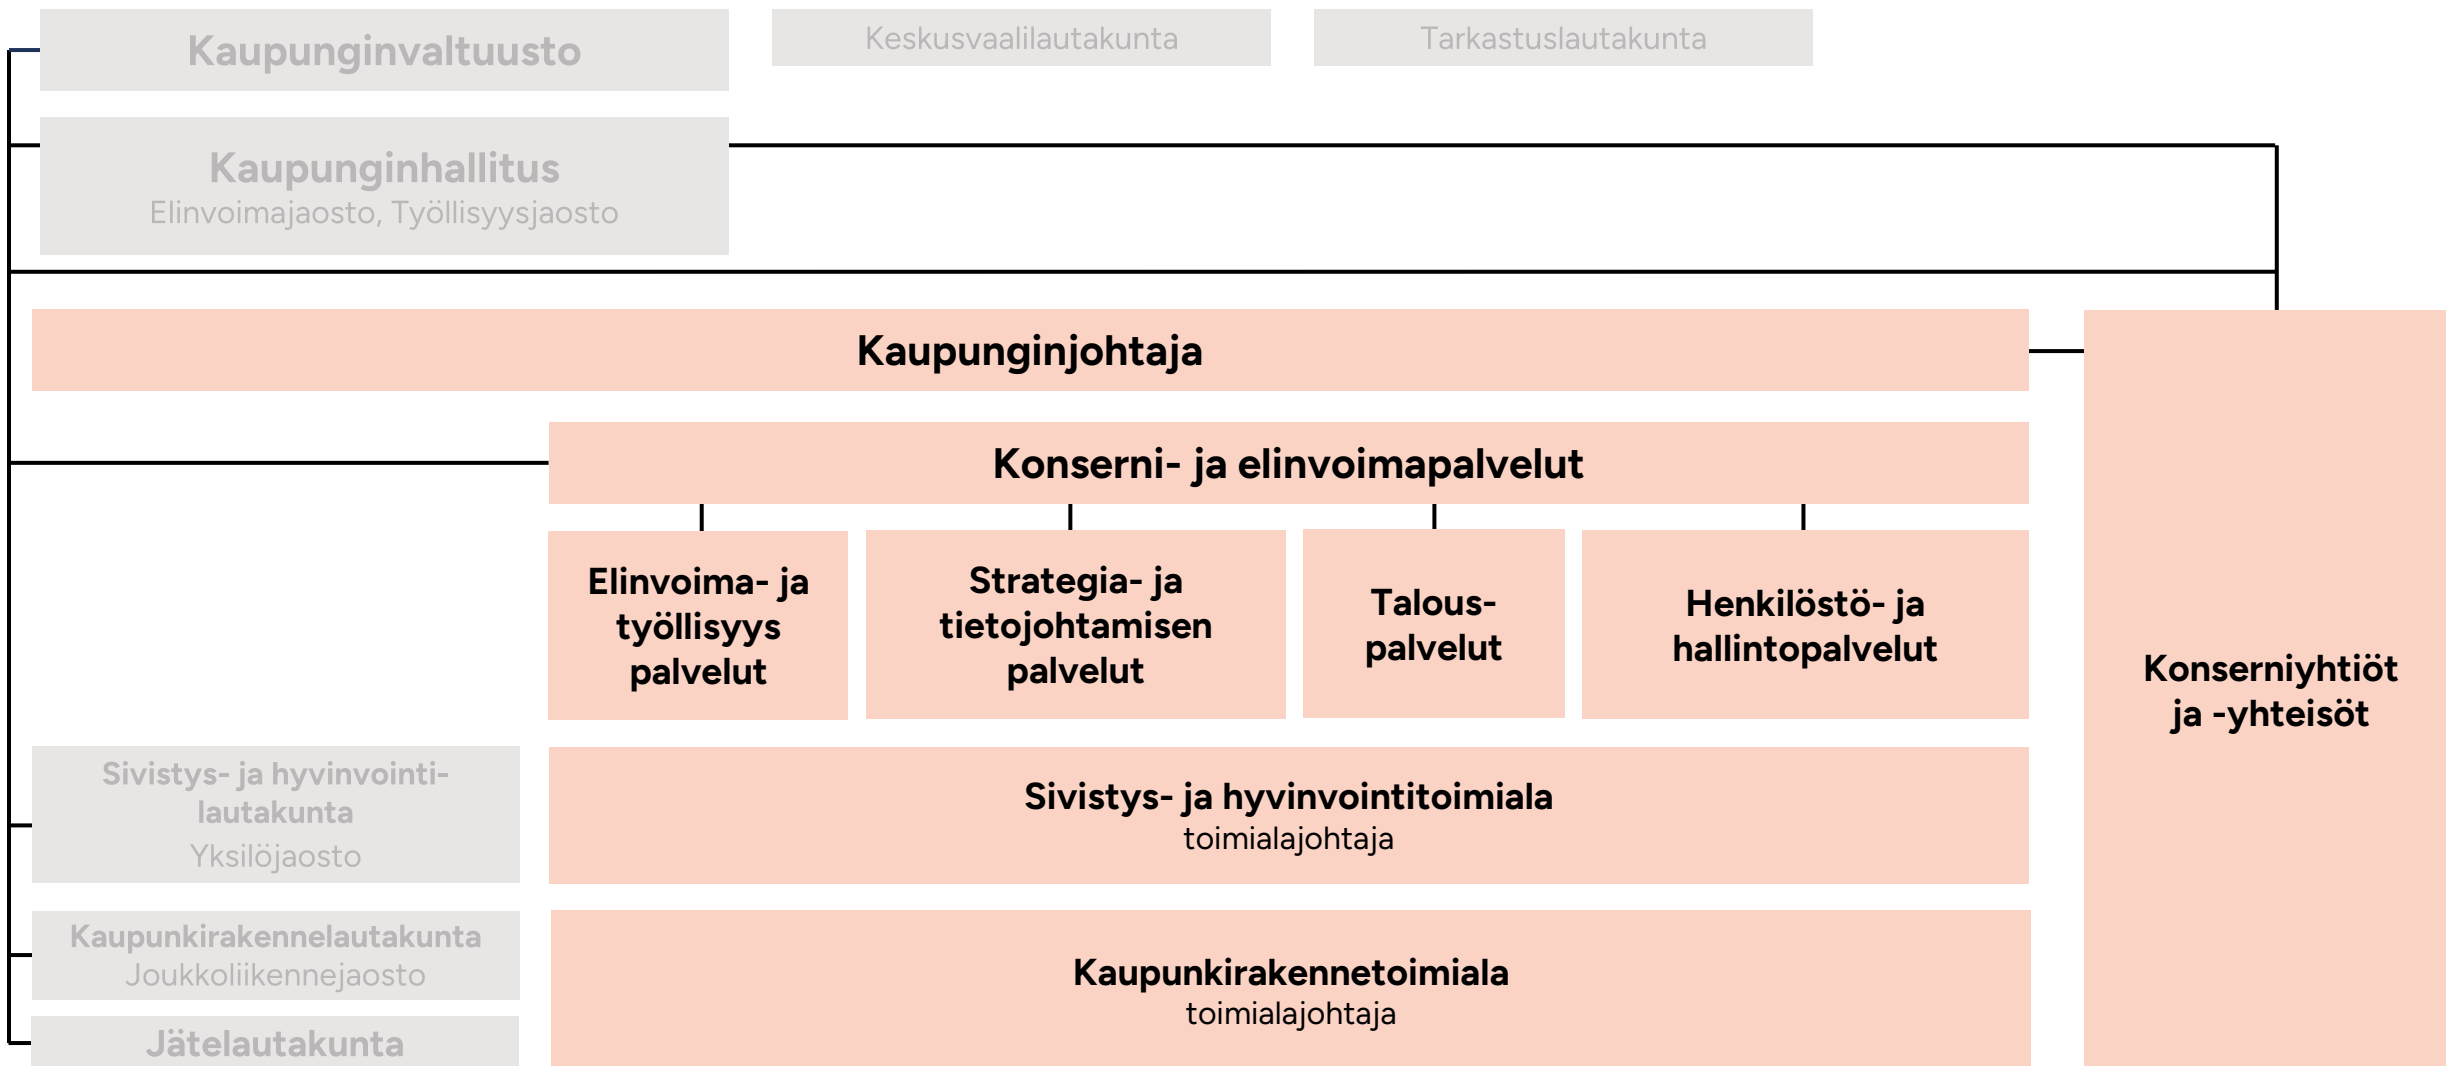 Kaupunginvaltuusto
Keskusvaalilautakunta
Tarkastuslautakunta
Kaupunginhallitus
Elinvoimajaosto, Työllisyysjaosto
Kaupunginjohtaja
Konserni- ja elinvoimapalvelut
Elinvoima- ja
työllisyys
palvelut
Strategia- ja
tietojohtamisen
palvelut
Talous-
palvelut
Henkilöstö- ja
hallintopalvelut
Konserniyhtiöt
ja -yhteisöt
Sivistys- ja hyvinvointi-
lautakunta
Yksilöjaosto
Sivistys- ja hyvinvointitoimiala
toimialajohtaja
Kaupunkirakennelautakunta
Joukkoliikennejaosto
Kaupunkirakennetoimiala
toimialajohtaja
Jätelautakunta